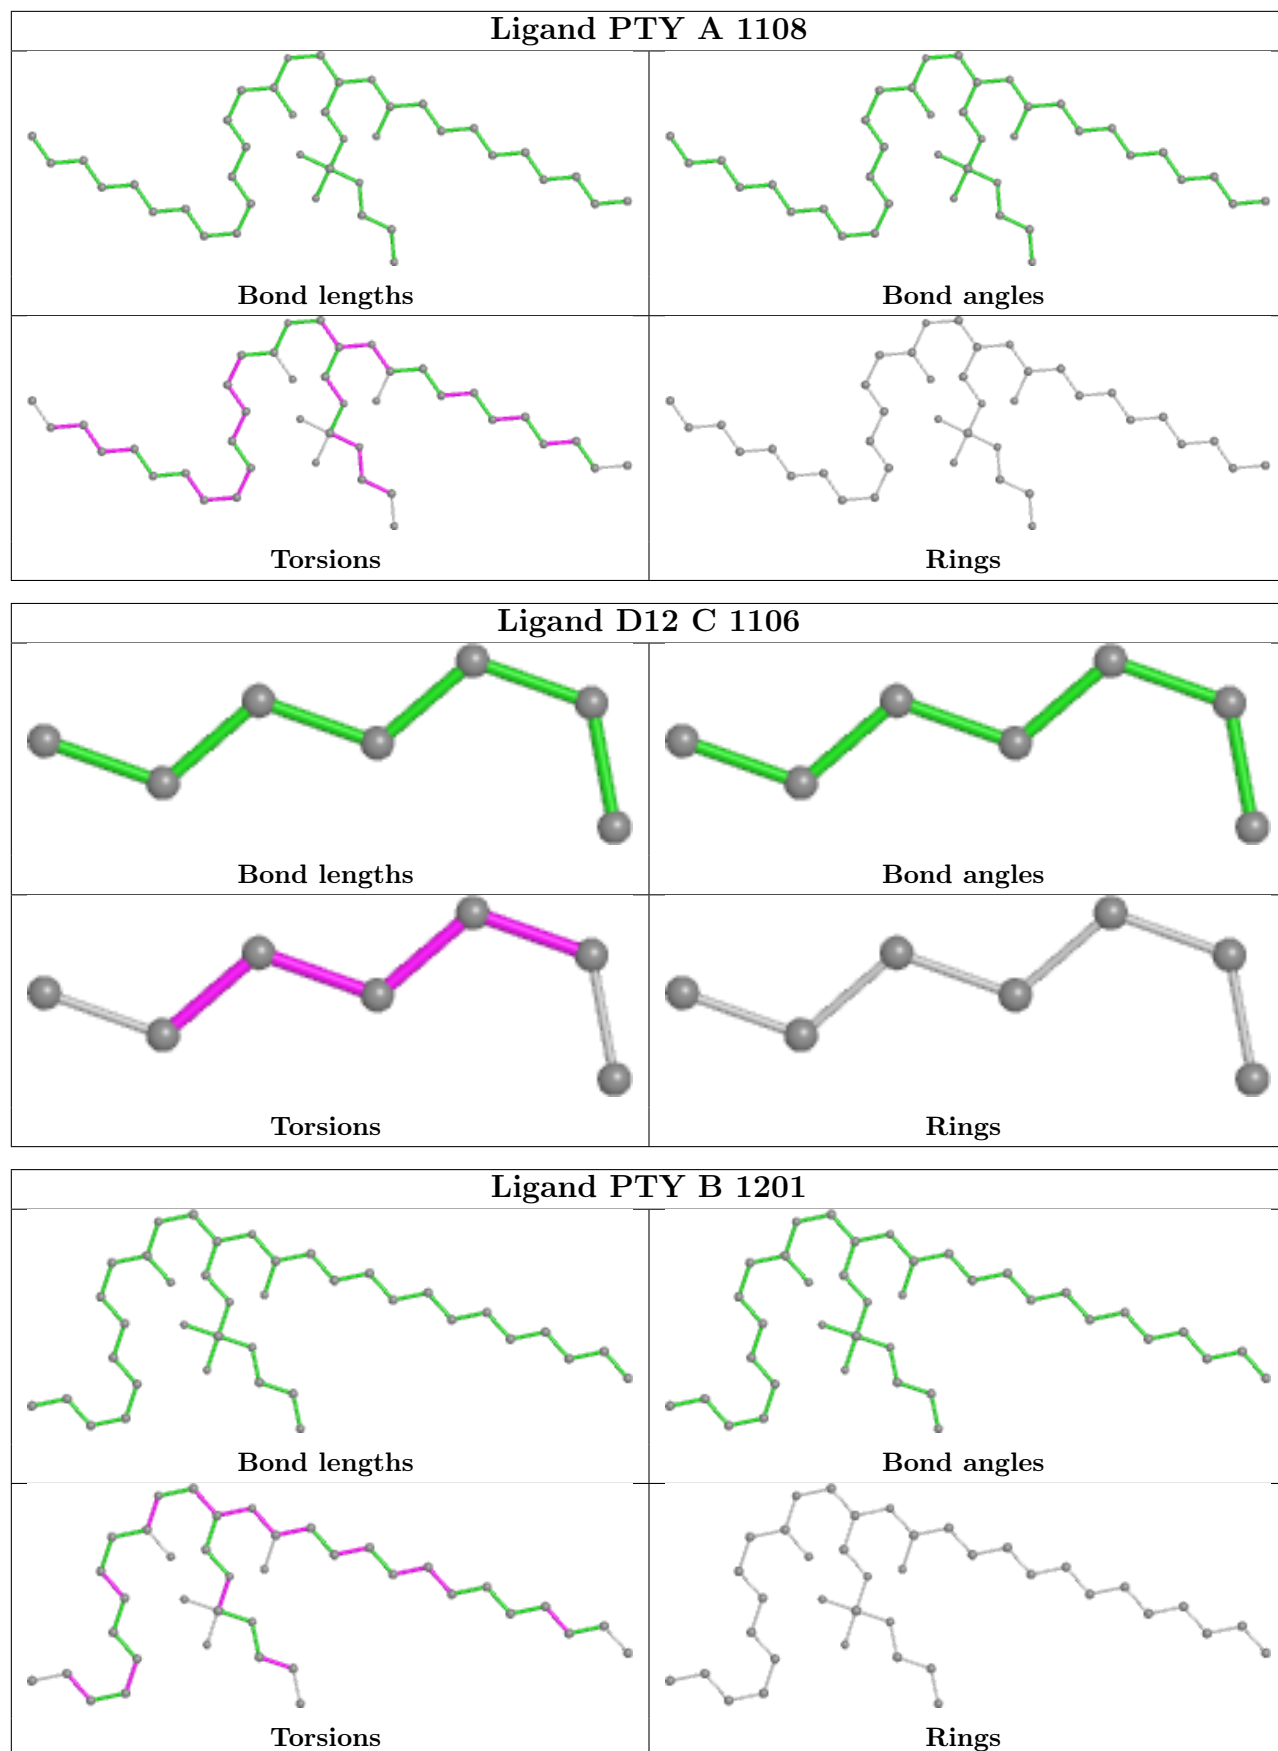 Ligand PTY A 1108
Bond lengths
Bond angles
Torsions
Rings
Ligand D12 C 1106
Bond lengths
Bond angles
Torsions
Rings
Ligand PTY B 1201
Bond lengths
Bond angles
Torsions
Rings